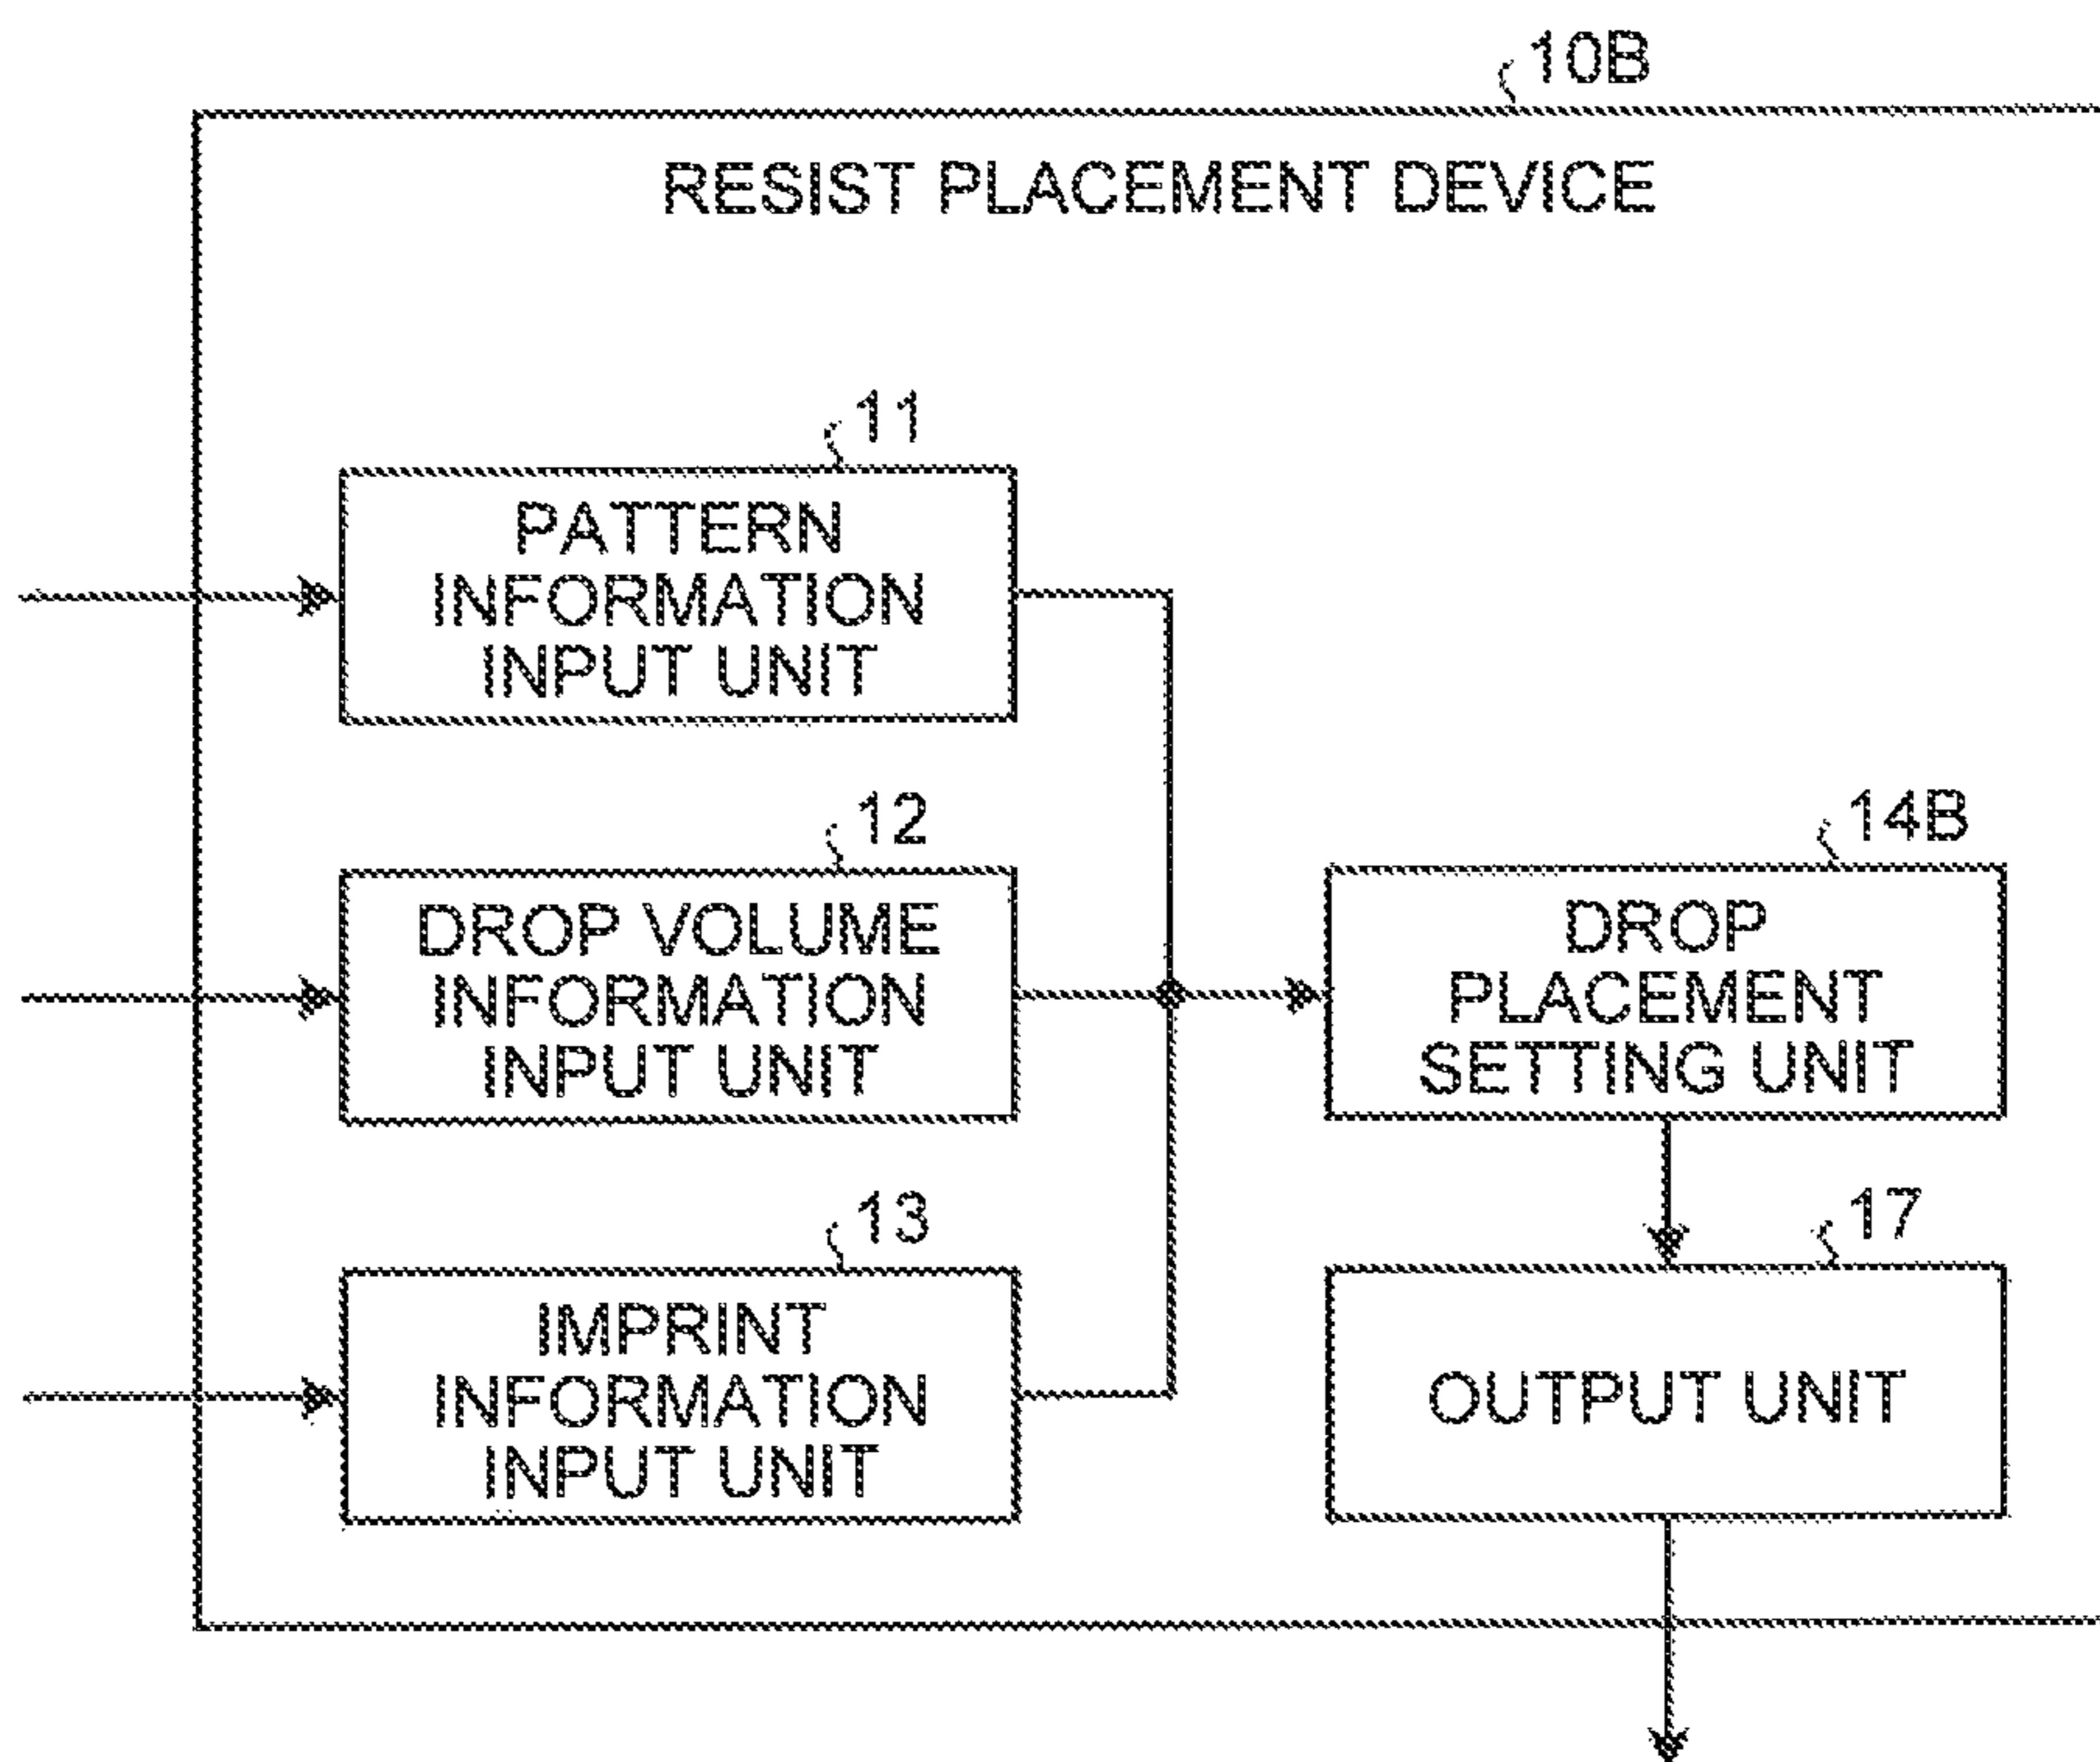 10B
RESIST PLACEMENT DEVICE
11
PATTERN
INFORMATION
INPUT UNIT
12
DROP VOLUME
INFORMATION
INPUT UNIT
13
IMPRINT
INFORMATION
INPUT UNIT
14B
DROP
PLACEMENT
SETTING UNIT
17
OUTPUT UNIT